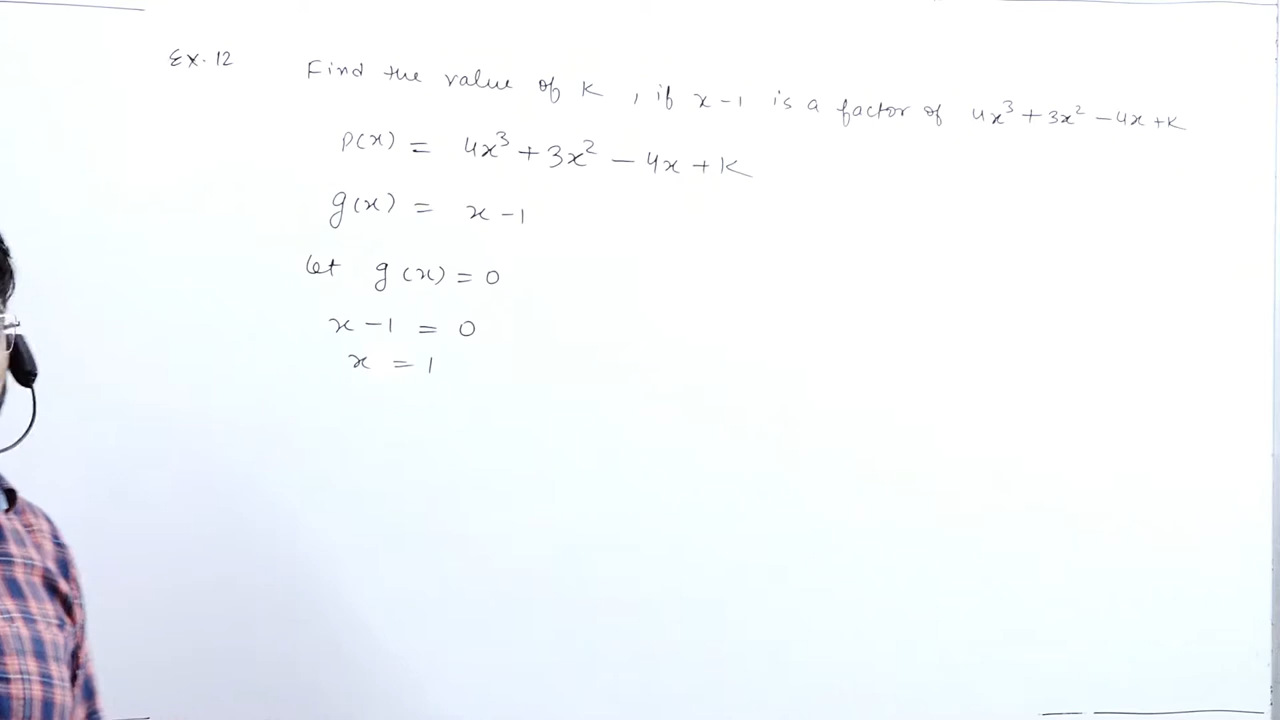 Ex. 12 Find the value of K, if x - 1 is a factor of 4x³ + 3x² - 4x + K
P(x) = 4x³ + 3x² - 4x + K
g(x) = x - 1
Let g(x) = 0
x - 1 = 0
x = 1